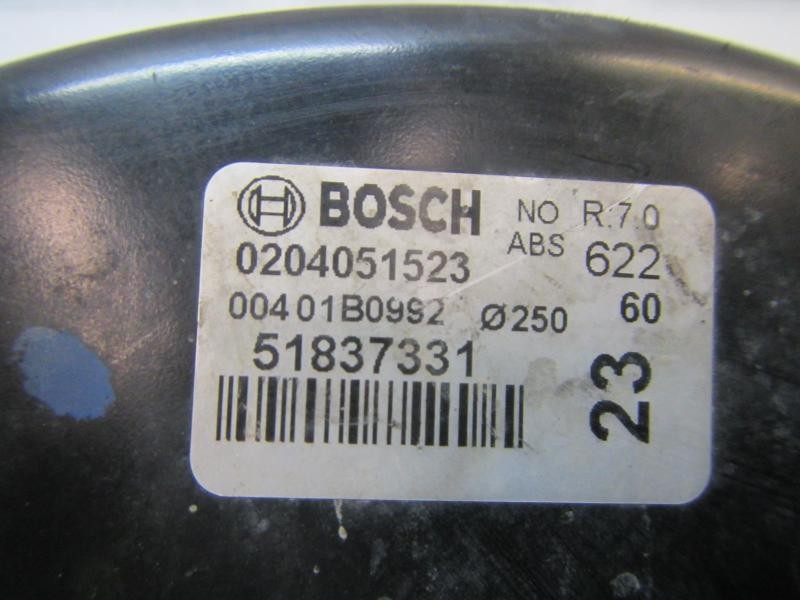 BOSCH NO R.7.0
ABS 622
0204051523
00401B0992 Ø250 60
51837331
23